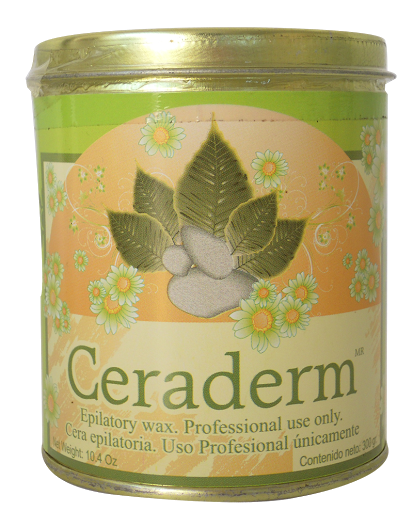 Ceraderm MR
Epilatory wax. Professional use only.
Cera epilatoria. Uso Profesional únicamente
Net Weight: 10.4 Oz
Contenido neto: 300 gr